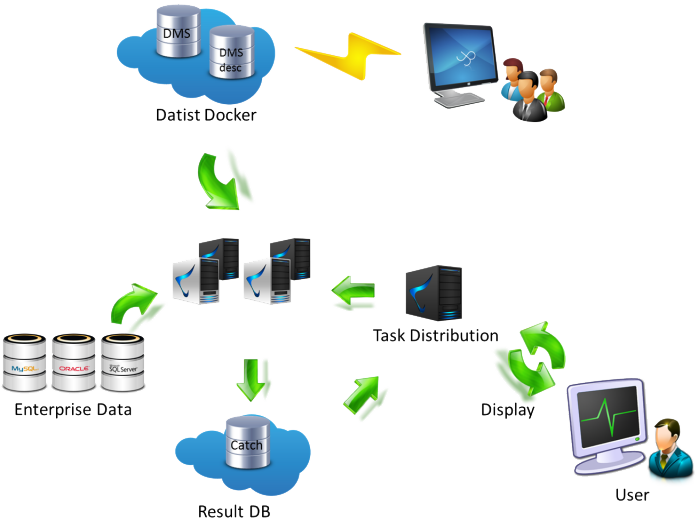 DMS
DMS
desc
Datist Docker
Task Distribution
MySQL
ORACLE
SQL Server
Enterprise Data
Display
Catch
User
Result DB